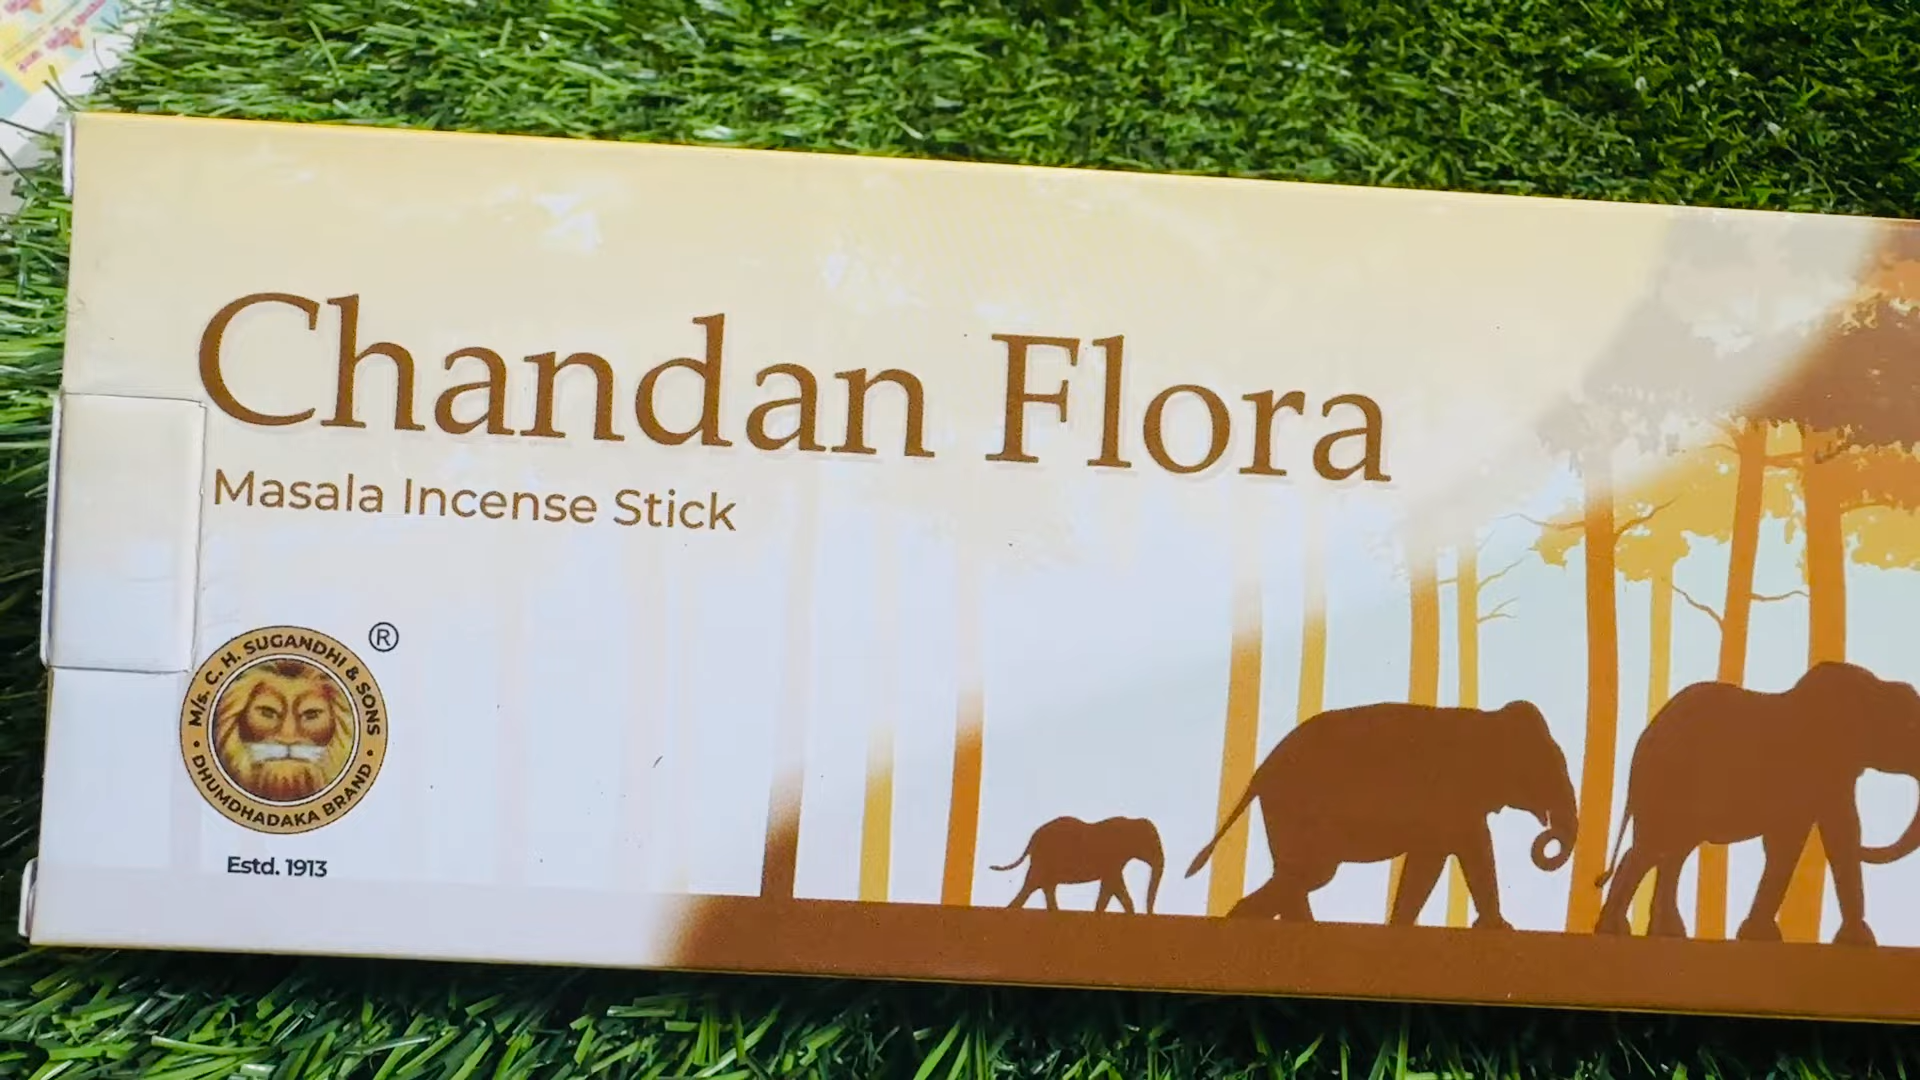 Chandan Flora
Masala Incense Stick
®
M/s. C. H. SUGANDHI & SONS
• DHUMDHADAKA BRAND •
Estd. 1913